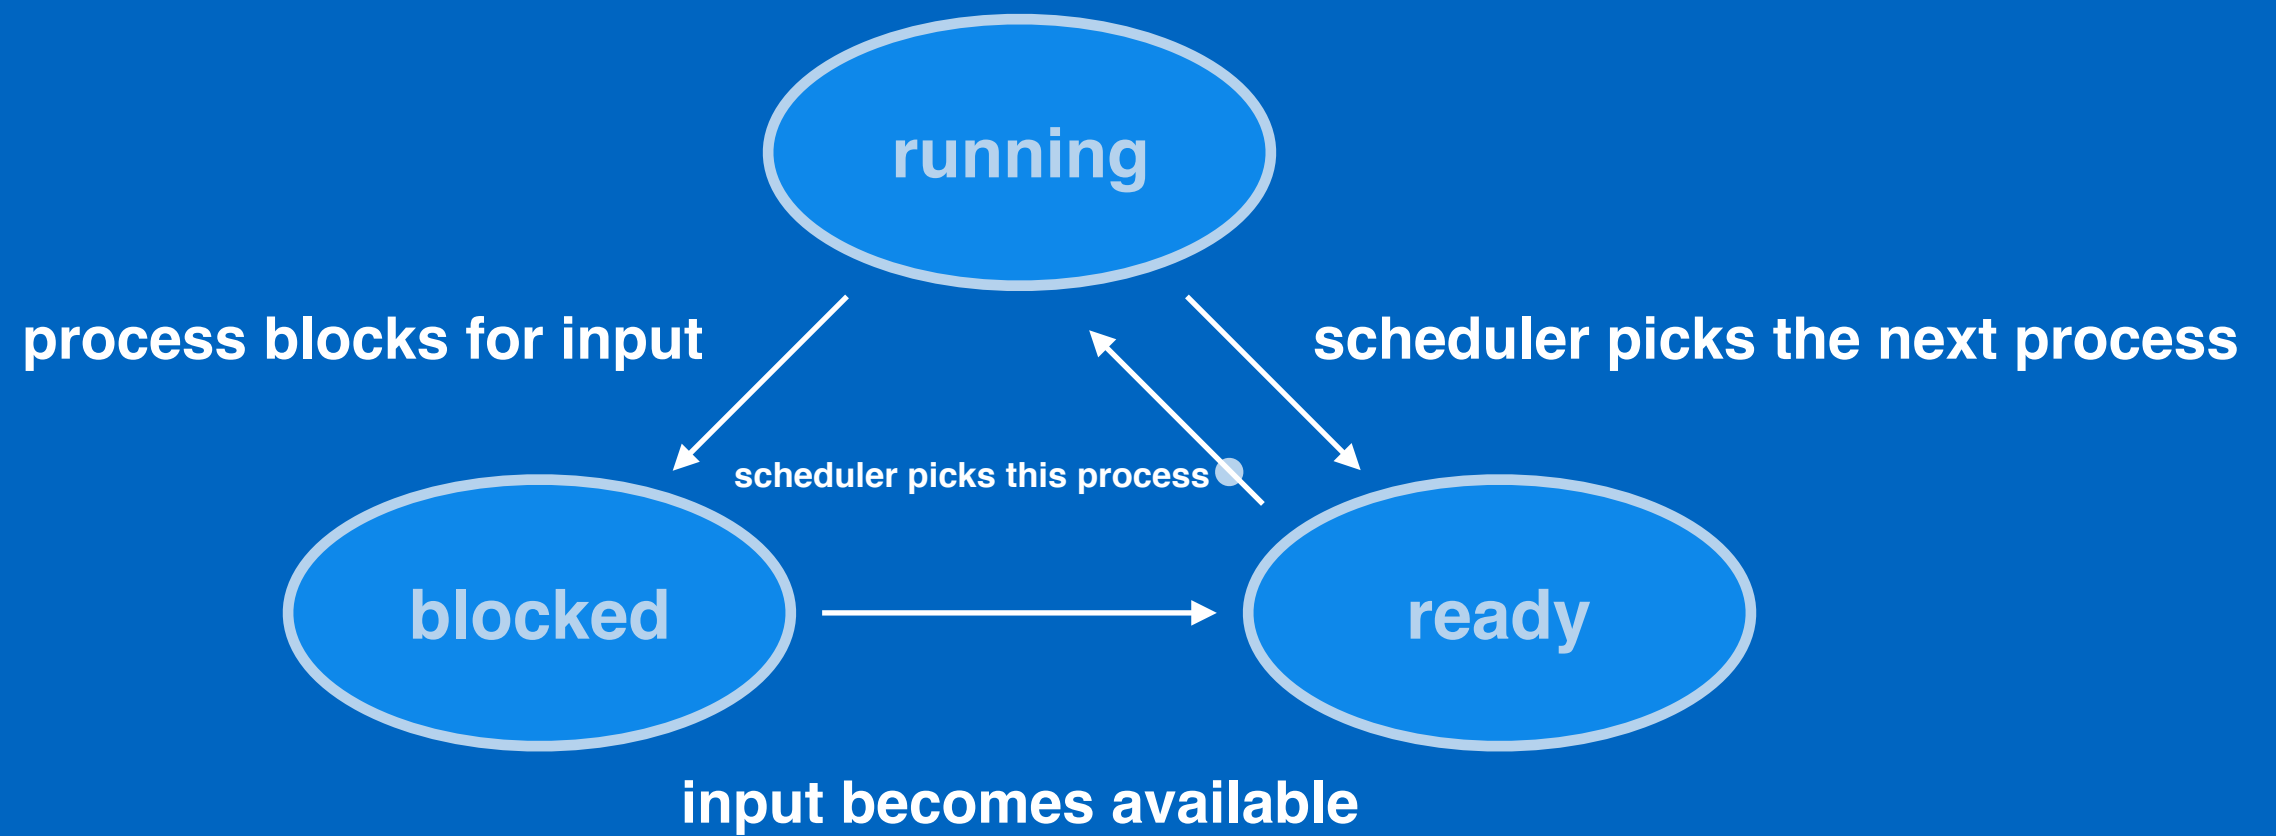 running
process blocks for input
scheduler picks the next process
scheduler picks this process
blocked
ready
input becomes available